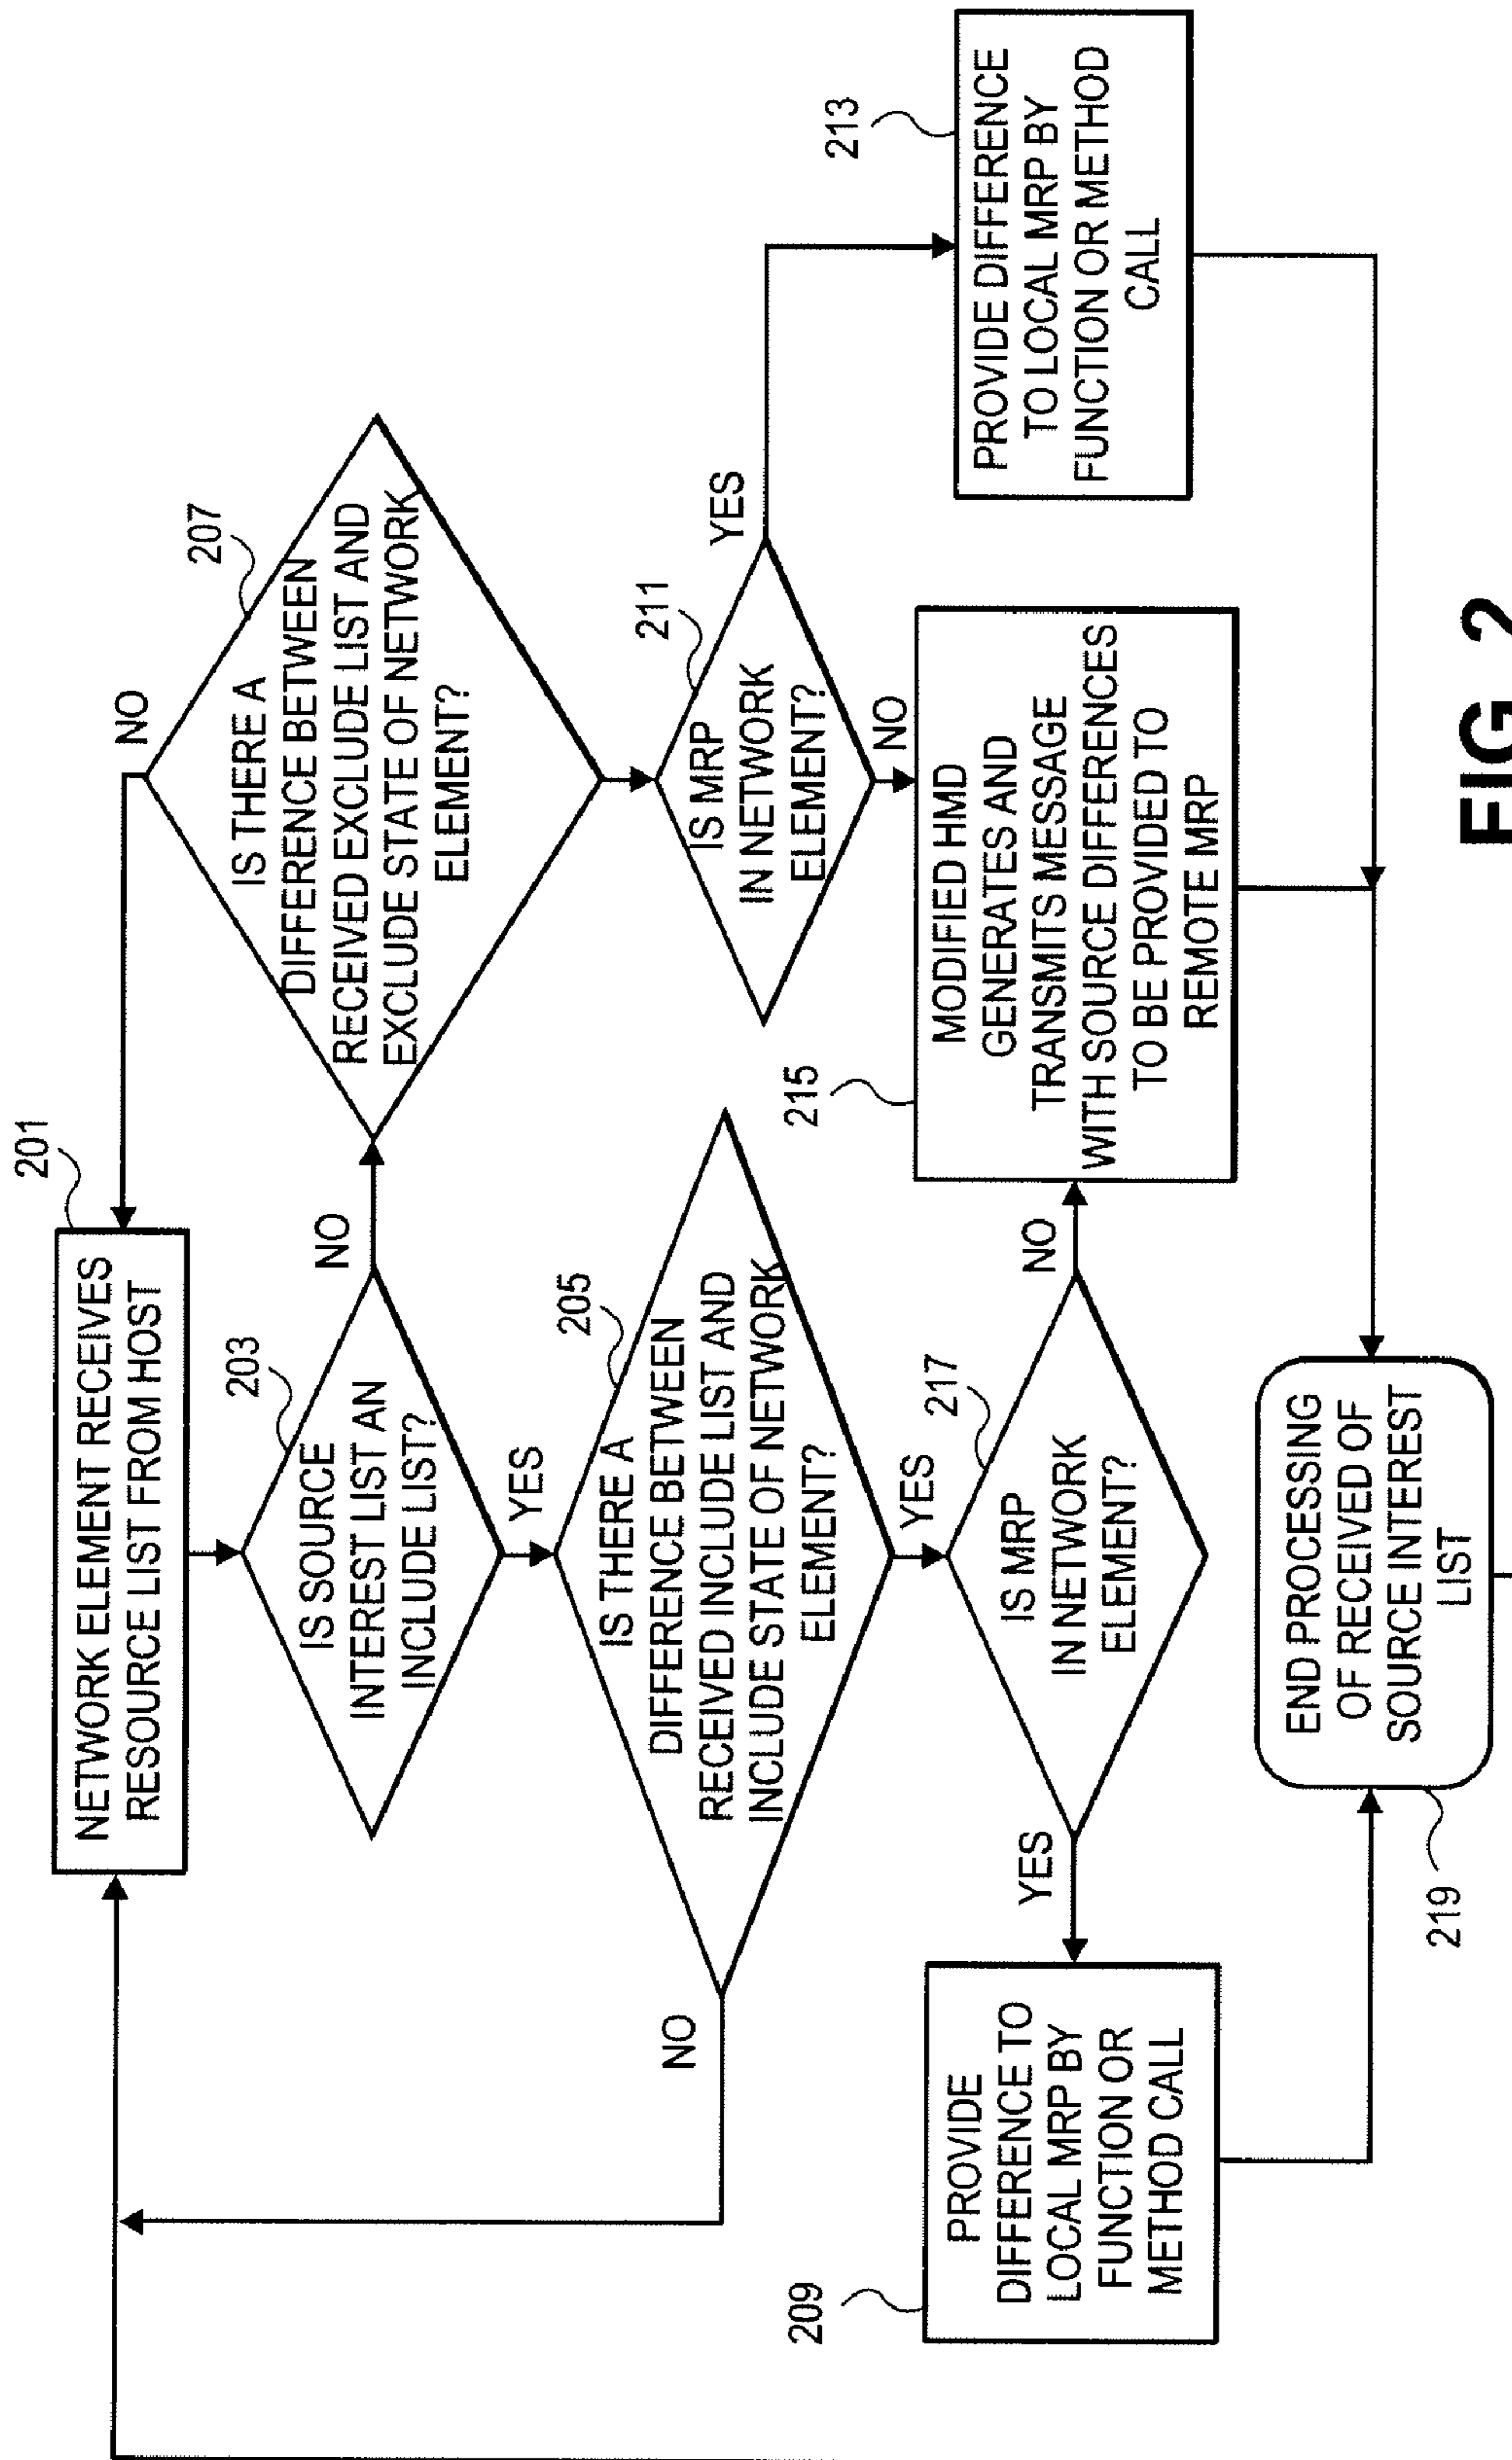 201
NETWORK ELEMENT RECEIVES
RESOURCE LIST FROM HOST
NO
203
IS SOURCE
INTEREST LIST AN
INCLUDE LIST?
NO
207
IS THERE A
DIFFERENCE BETWEEN
RECEIVED EXCLUDE LIST AND
EXCLUDE STATE OF NETWORK
ELEMENT?
YES
205
IS THERE A
DIFFERENCE BETWEEN
RECEIVED INCLUDE LIST AND
INCLUDE STATE OF NETWORK
ELEMENT?
NO
YES
211
IS MRP
IN NETWORK
ELEMENT?
YES
NO
213
PROVIDE DIFFERENCE
TO LOCAL MRP BY
FUNCTION OR METHOD
CALL
217
IS MRP
IN NETWORK
ELEMENT?
YES
NO
209
PROVIDE
DIFFERENCE TO
LOCAL MRP BY
FUNCTION OR
METHOD CALL
215
MODIFIED HMD
GENERATES AND
TRANSMITS MESSAGE
WITH SOURCE DIFFERENCES
TO BE PROVIDED TO
REMOTE MRP
219
END PROCESSING
OF RECEIVED OF
SOURCE INTEREST
LIST
FIG. 2